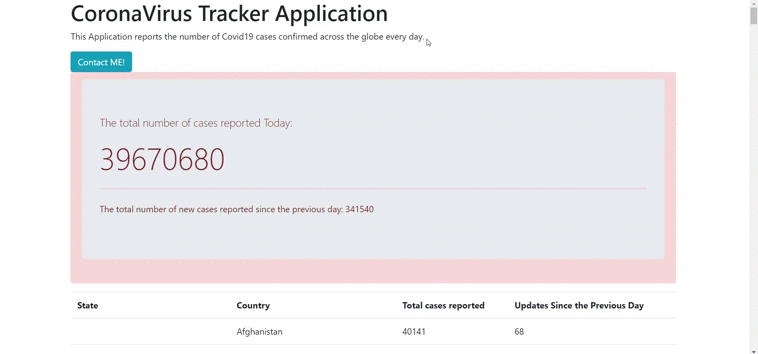 CoronaVirus Tracker Application
This Application reports the number of Covid19 cases confirmed across the globe every day.
Contact ME!
The total number of cases reported Today:
39670680
The total number of new cases reported since the previous day: 341540
State Country Total cases reported Updates Since the Previous Day
Afghanistan 40141 68